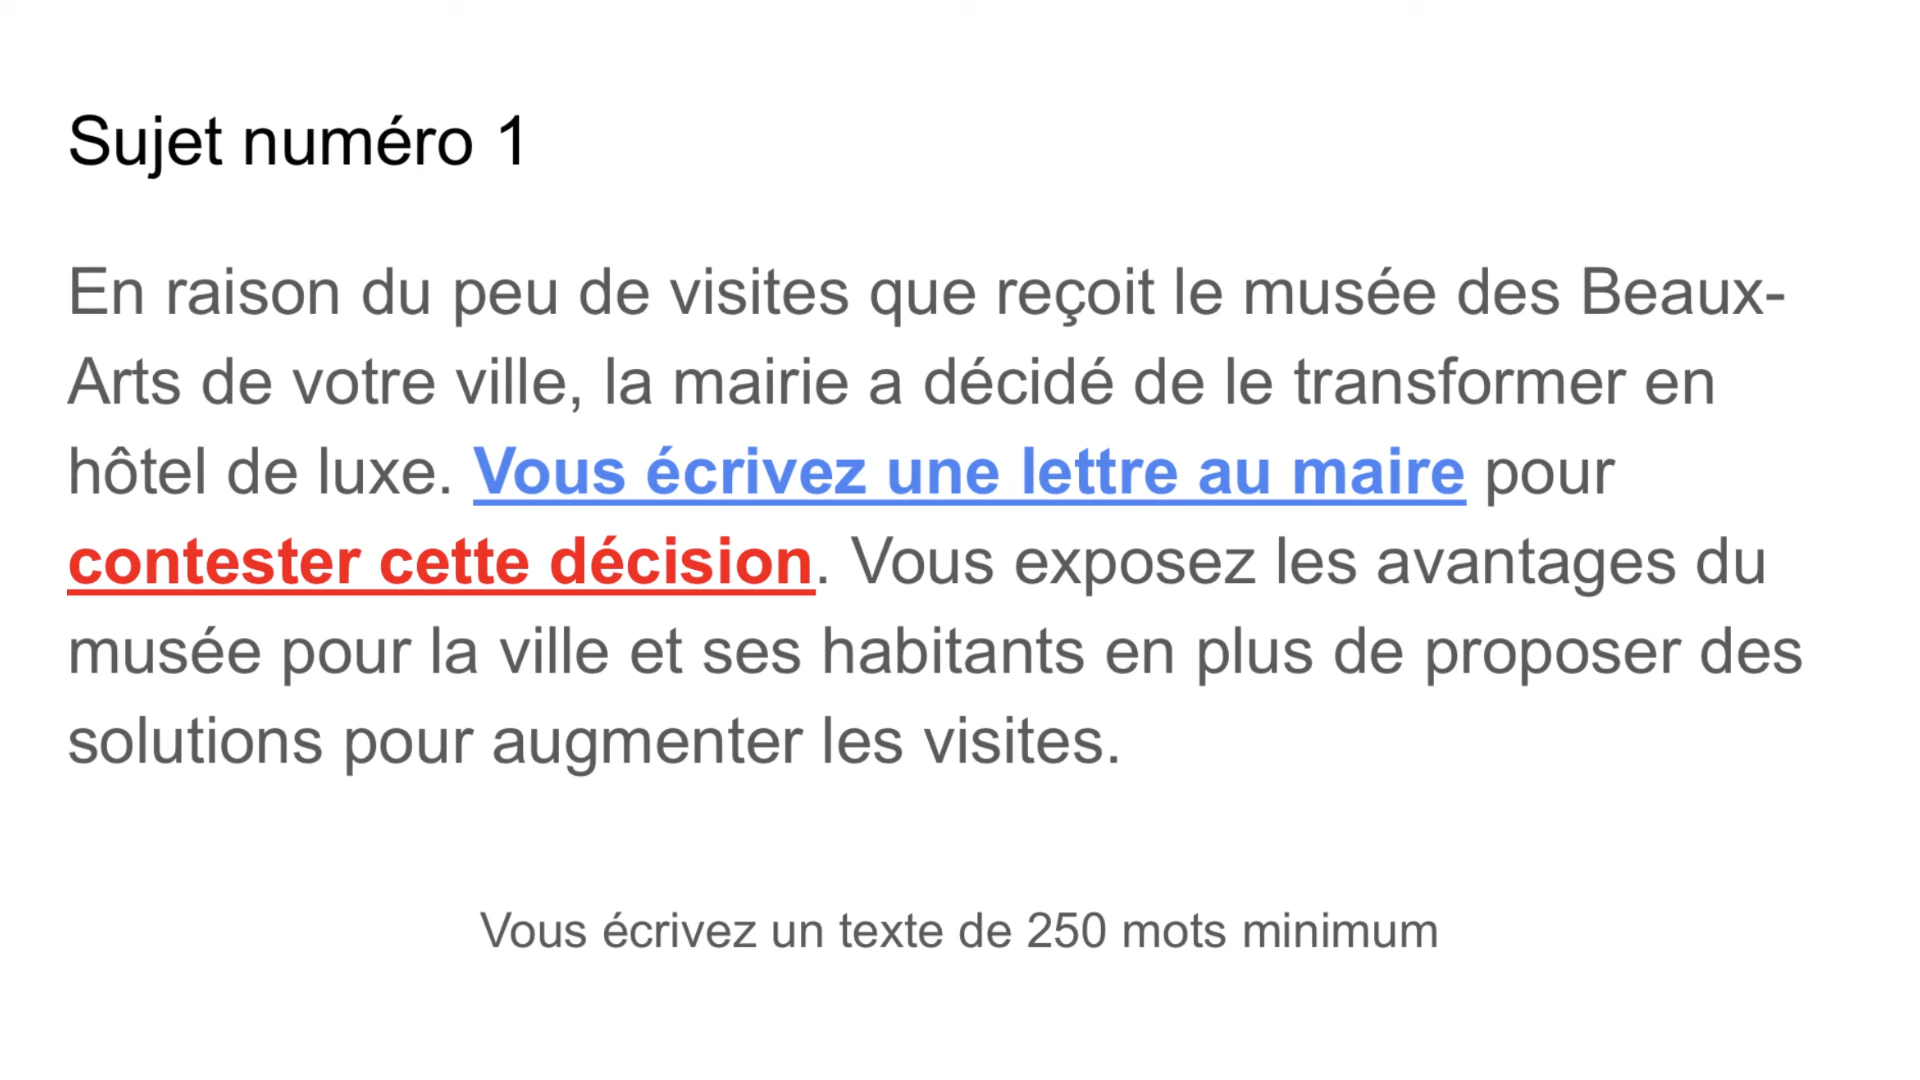 Sujet numéro 1
En raison du peu de visites que reçoit le musée des Beaux-
Arts de votre ville, la mairie a décidé de le transformer en
hôtel de luxe. Vous écrivez une lettre au maire pour
contester cette décision. Vous exposez les avantages du
musée pour la ville et ses habitants en plus de proposer des
solutions pour augmenter les visites.
Vous écrivez un texte de 250 mots minimum